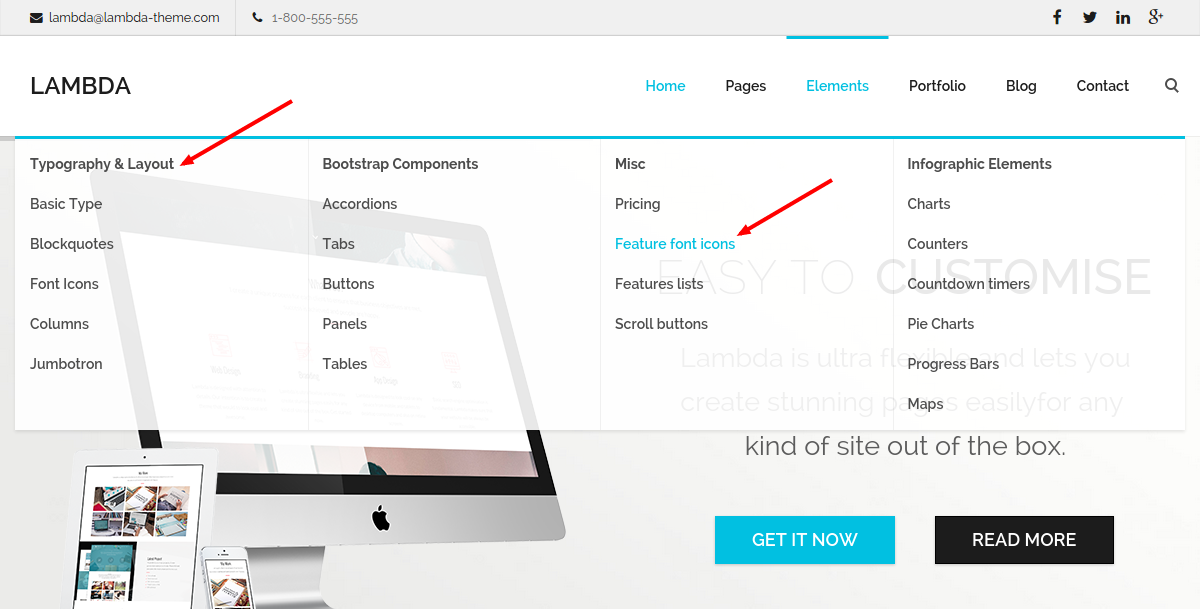 lambda@lambda-theme.com
1-800-555-555
LAMBDA
Home Pages Elements Portfolio Blog Contact
Typography & Layout
Basic Type
Blockquotes
Font Icons
Columns
Jumbotron
Bootstrap Components
Accordions
Tabs
Buttons
Panels
Tables
Misc
Pricing
Feature font icons
Features lists
Scroll buttons
Infographic Elements
Charts
Counters
Countdown timers
Pie Charts
Progress Bars
Maps
EASY TO CUSTOMISE
Lambda is ultra flexible and lets you
create stunning pages easilyfor any
kind of site out of the box.
GET IT NOW
READ MORE
Web Design